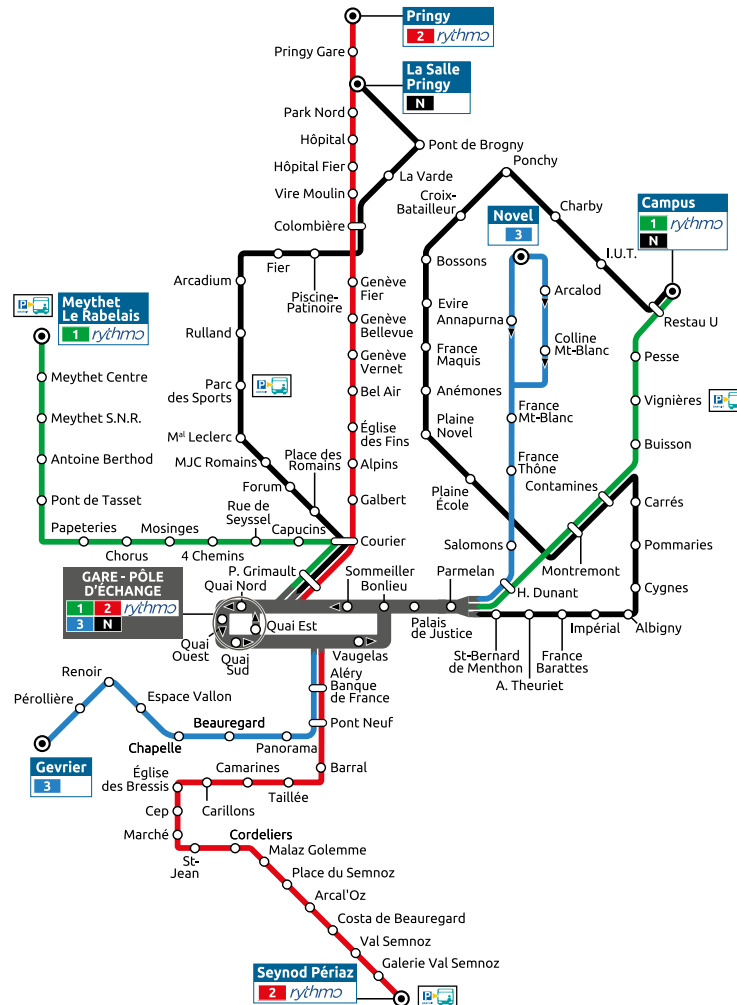 Pringy
2 rythmo
Pringy Gare
La Salle
Pringy
N
Park Nord
Hôpital
Pont de Brogny
Hôpital Fier
La Varde
Vire Moulin
Colombière
Ponchy
Croix-
Batailleur
Charby
Novel
3
Campus
1 rythmo
N
I.U.T.
Fier
Piscine-
Patinoire
Bossons
Arcadium
Genève
Fier
Evire
Annapurna
Arcalod
Restau U
P
Meythet
Le Rabelais
1 rythmo
Rulland
Genève
Bellevue
France
Maquis
Colline
Mt-Blanc
Genève
Vernet
Pesse
Meythet Centre
Parc
des Sports
P
Bel Air
Anémones
Vignières
P
Meythet S.N.R.
Église
des Fins
Plaine
Novel
France
Mt-Blanc
Mal Leclerc
Buisson
Antoine Berthod
MJC Romains
Place des
Romains
Alpins
France
Thône
Plaine
École
Contamines
Pont de Tasset
Forum
Galbert
Carrés
Papeteries
Mosinges
Rue de
Seyssel
Capucins
Chorus
4 Chemins
Courier
Salomons
Pommaries
Montremont
GARE - PÔLE
D'ÉCHANGE
1 2 rythmo
3 N
P. Grimault
Quai Nord
Sommeiller
Bonlieu
Parmelan
H. Dunant
Cygnes
Quai Est
Quai
Ouest
Quai
Sud
Vaugelas
Palais
de Justice
St-Bernard
de Menthon
A. Theuriet
France
Barattes
Impérial
Albigny
Renoir
Aléry
Banque
de France
Pérollière
Espace Vallon
Beauregard
Pont Neuf
Chapelle
Panorama
Gevrier
3
Église
des Bressis
Camarines
Barral
Carillons
Taillée
Cep
Marché
Cordeliers
St-
Jean
Malaz Golemme
Place du Semnoz
Arcal'Oz
Costa de Beauregard
Val Semnoz
Galerie Val Semnoz
Seynod Périaz
2 rythmo
P